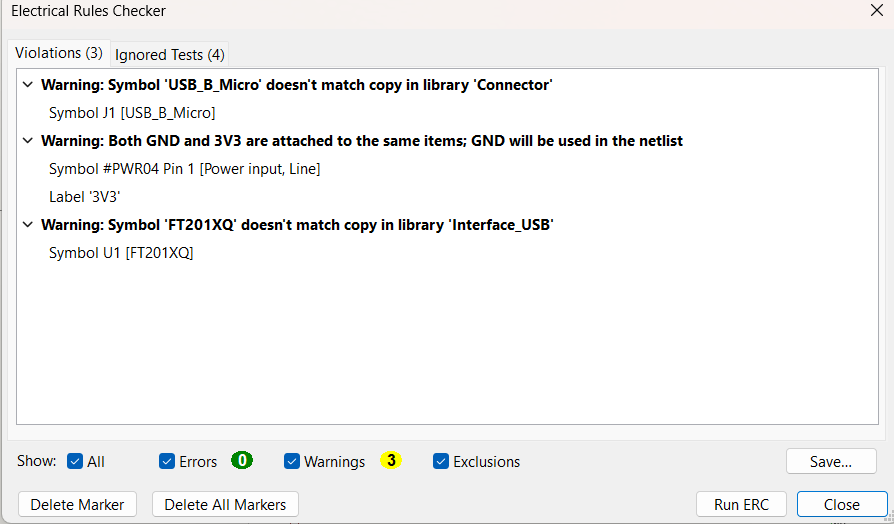 Electrical Rules Checker
Violations (3) Ignored Tests (4)
Warning: Symbol 'USB_B_Micro' doesn't match copy in library 'Connector'
Symbol J1 [USB_B_Micro]
Warning: Both GND and 3V3 are attached to the same items; GND will be used in the netlist
Symbol #PWR04 Pin 1 [Power input, Line]
Label '3V3'
Warning: Symbol 'FT201XQ' doesn't match copy in library 'Interface_USB'
Symbol U1 [FT201XQ]
Show: All Errors 0 Warnings 3 Exclusions Save...
Delete Marker Delete All Markers Run ERC Close